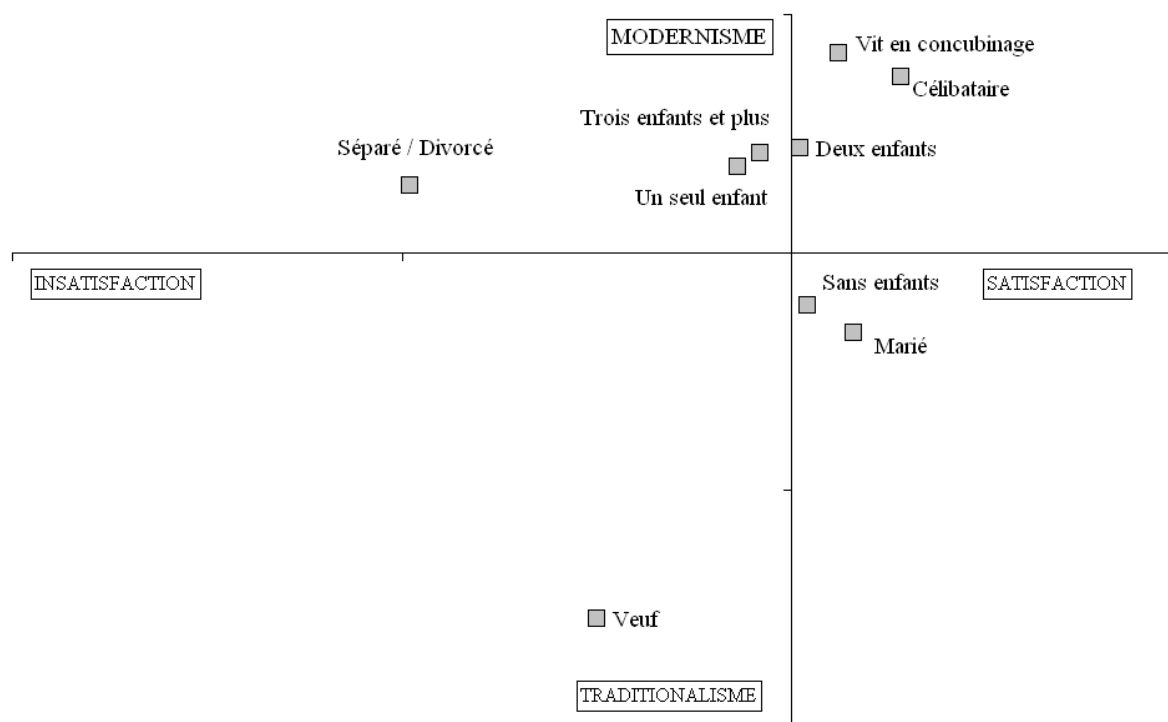 MODERNISME
Vit en concubinage
Célibataire
Trois enfants et plus
Séparé / Divorcé
Deux enfants
Un seul enfant
INSATISFACTION
Sans enfants
SATISFACTION
Marié
Veuf
TRADITIONALISME